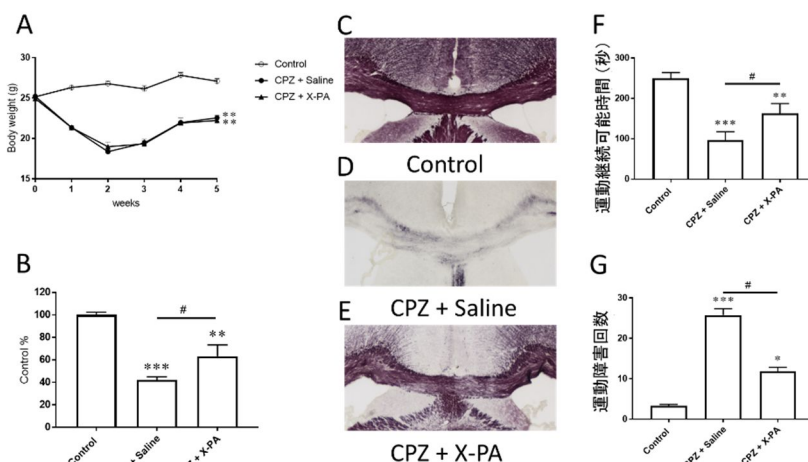 A
Control
CPZ + Saline
CPZ + X-PA
Body weight (g)
30
25
20
15
0 1 2 3 4 5
weeks
**
**
B
Control %
120
100
80
60
40
20
0
#
***
**
Control
CPZ + Saline
CPZ + X-PA
C
Control
D
CPZ + Saline
E
CPZ + X-PA
F
運動継続可能時間(秒)
300
200
100
0
#
***
**
Control
CPZ + Saline
CPZ + X-PA
G
運動障害回数
30
20
10
0
#
***
*
Control
CPZ + Saline
CPZ + X-PA